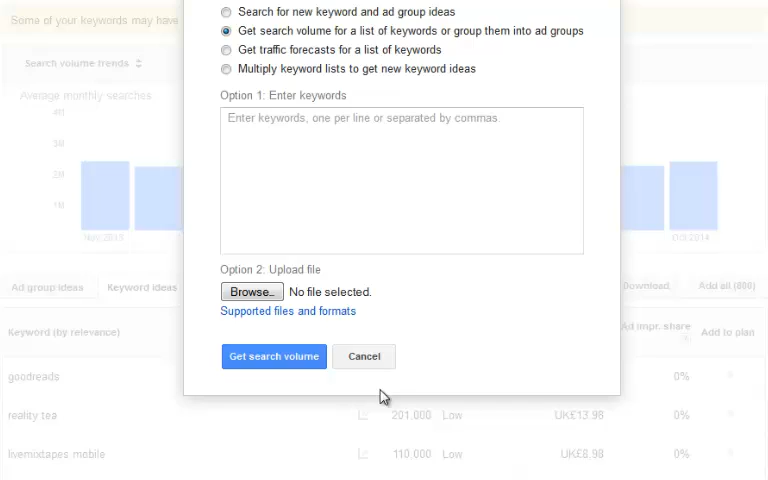 Some of your keywords may have
Search for new keyword and ad group ideas
Get search volume for a list of keywords or group them into ad groups
Get traffic forecasts for a list of keywords
Multiply keyword lists to get new keyword ideas
Search volume trends
Average monthly searches
4M
3M
2M
1M
Nov 2013
Oct 2014
Option 1: Enter keywords
Enter keywords, one per line or separated by commas.
Option 2: Upload file
Browse... No file selected.
Supported files and formats
Get search volume Cancel
Ad group ideas Keyword ideas Download Add all (800)
Keyword (by relevance) Ad impr. share Add to plan
goodreads 0%
reality tea 201,000 Low UK£13.98 0%
livemixtapes mobile 110,000 Low UK£8.98 0%